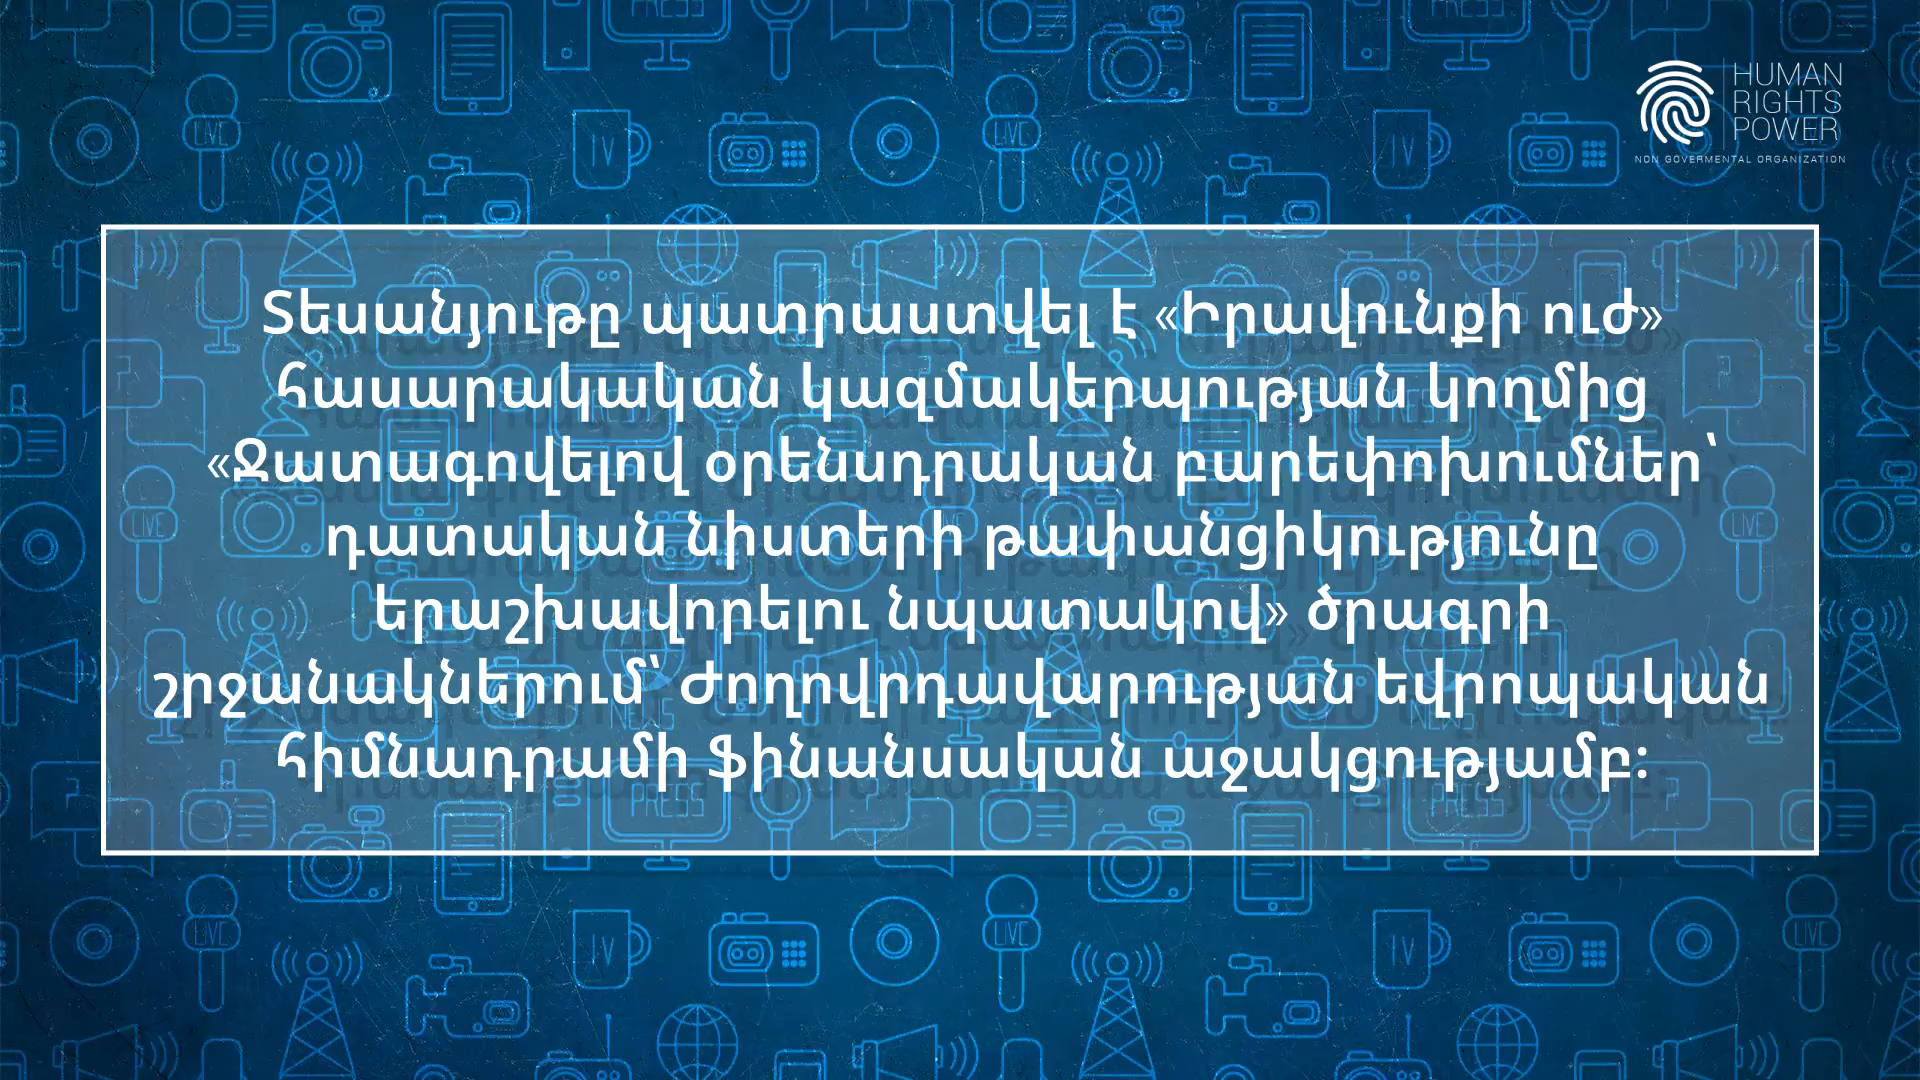 HUMAN
RIGHTS
POWER
NON GOVERMENTAL ORGANIZATION
Տեսանյութը պատրաստվել է «Իրավունքի ուժ»
հասարակական կազմակերպության կողմից
«Ջատագովելով օրենսդրական բարեփոխումներ՝
դատական նիստերի թափանցիկությունը
երաշխավորելու նպատակով» ծրագրի
շրջանակներում՝ Ժողովրդավարության եվրոպական
հիմնադրամի ֆինանսական աջակցությամբ: